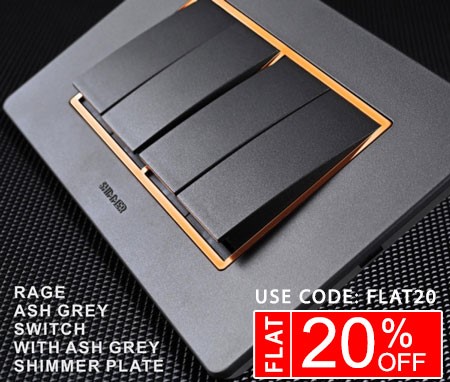 RAGE
ASH GREY
SWITCH
WITH ASH GREY
SHIMMER PLATE
USE CODE: FLAT20
FLAT 20% OFF